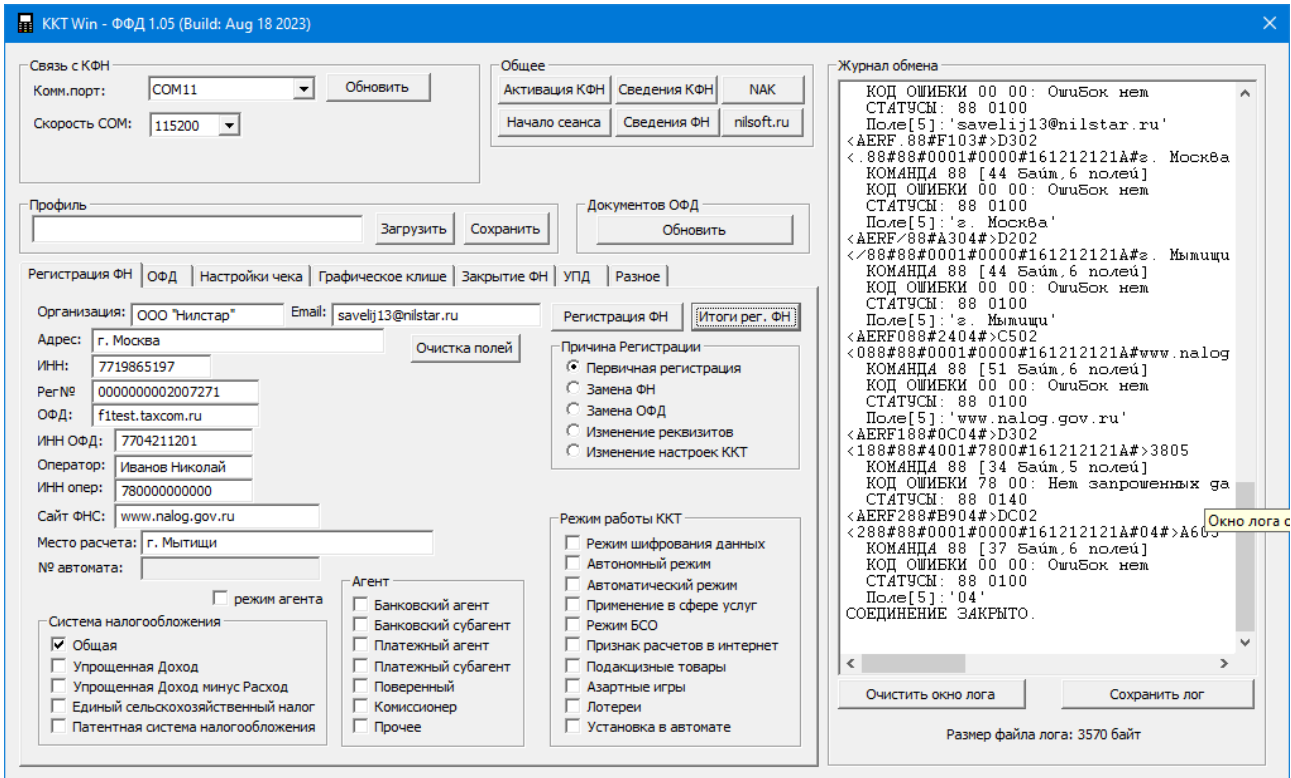 KKT Win - ФФД 1.05 (Build: Aug 18 2023)
Связь с КФН
Комм.порт:
COM11
Обновить
Скорость COM:
115200
Общее
Активация КФН
Сведения КФН
NAK
Начало сеанса
Сведения ФН
nilsoft.ru
Профиль
Загрузить
Сохранить
Документов ОФД
Обновить
Регистрация ФН
ОФД
Настройки чека
Графическое клише
Закрытие ФН
УПД
Разное
Организация:
ООО "Нилстар"
Email:
savelij13@nilstar.ru
Регистрация ФН
Итоги рег. ФН
Адрес:
г. Москва
Очистка полей
ИНН:
7719865197
Рег№
0000000002007271
ОФД:
f1test.taxcom.ru
ИНН ОФД:
7704211201
Оператор:
Иванов Николай
ИНН опер:
780000000000
Сайт ФНС:
www.nalog.gov.ru
Место расчета:
г. Мытищи
№ автомата:
режим агента
Причина Регистрации
Первичная регистрация
Замена ФН
Замена ОФД
Изменение реквизитов
Изменение настроек ККТ
Система налогообложения
Общая
Упрощенная Доход
Упрощенная Доход минус Расход
Единый сельскохозяйственный налог
Патентная система налогообложения
Агент
Банковский агент
Банковский субагент
Платежный агент
Платежный субагент
Поверенный
Комиссионер
Прочее
Режим работы ККТ
Режим шифрования данных
Автономный режим
Автоматический режим
Применение в сфере услуг
Режим БСО
Признак расчетов в интернет
Подакцизные товары
Азартные игры
Лотереи
Установка в автомате
Журнал обмена
КОД ОШИБКИ 00 00: Ошибок нет
СТАТУСЫ: 88 0100
Поле[5]:'savelij13@nilstar.ru'
<AERF.88#F103#>D302
<.88#88#0001#0000#161212121A#г. Москва
КОМАНДА 88 [44 байт,6 полей]
КОД ОШИБКИ 00 00: Ошибок нет
СТАТУСЫ: 88 0100
Поле[5]:'г. Москва'
<AERF/88#A304#>D202
</88#88#0001#0000#161212121A#г. Мытищи
КОМАНДА 88 [44 байт,6 полей]
КОД ОШИБКИ 00 00: Ошибок нет
СТАТУСЫ: 88 0100
Поле[5]:'г. Мытищи'
<AERF088#2404#>C502
<088#88#0001#0000#161212121A#www.nalog
КОМАНДА 88 [51 байт,6 полей]
КОД ОШИБКИ 00 00: Ошибок нет
СТАТУСЫ: 88 0100
Поле[5]:'www.nalog.gov.ru'
<AERF188#0C04#>D302
<188#88#4001#7800#161212121A#>3805
КОМАНДА 88 [34 байт,5 полей]
КОД ОШИБКИ 78 00: Нет запрошенных да
СТАТУСЫ: 88 0140
<AERF288#B904#>DC02
Окно лога о
<288#88#0001#0000#161212121A#04#>A605
КОМАНДА 88 [37 байт,6 полей]
КОД ОШИБКИ 00 00: Ошибок нет
СТАТУСЫ: 88 0100
Поле[5]:'04'
СОЕДИНЕНИЕ ЗАКРЫТО.
Очистить окно лога
Сохранить лог
Размер файла лога: 3570 байт